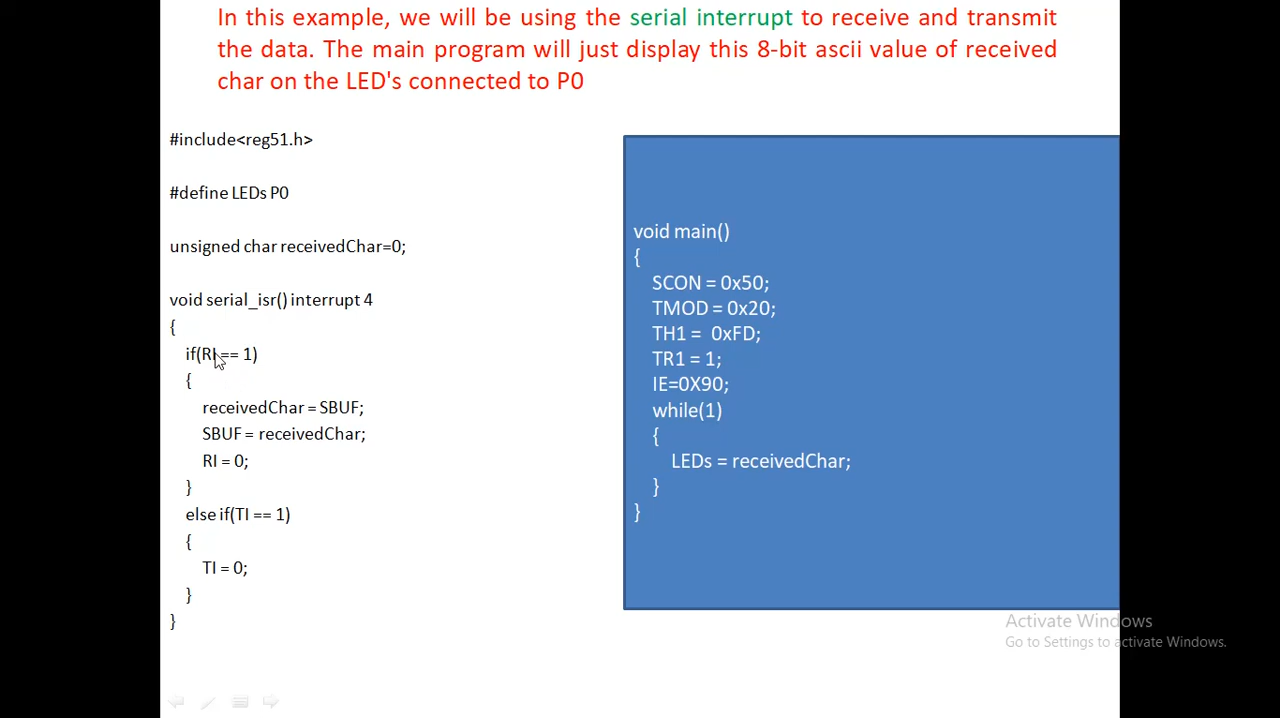 In this example, we will be using the serial interrupt to receive and transmit
the data. The main program will just display this 8-bit ascii value of received
char on the LED's connected to P0
#include<reg51.h>
#define LEDs P0
unsigned char receivedChar=0;
void serial_isr() interrupt 4
{
if(RI == 1)
{
receivedChar = SBUF;
SBUF = receivedChar;
RI = 0;
}
else if(TI == 1)
{
TI = 0;
}
}
void main()
{
SCON = 0x50;
TMOD = 0x20;
TH1 = 0xFD;
TR1 = 1;
IE=0X90;
while(1)
{
LEDs = receivedChar;
}
}
Activate Windows
Go to Settings to activate Windows.